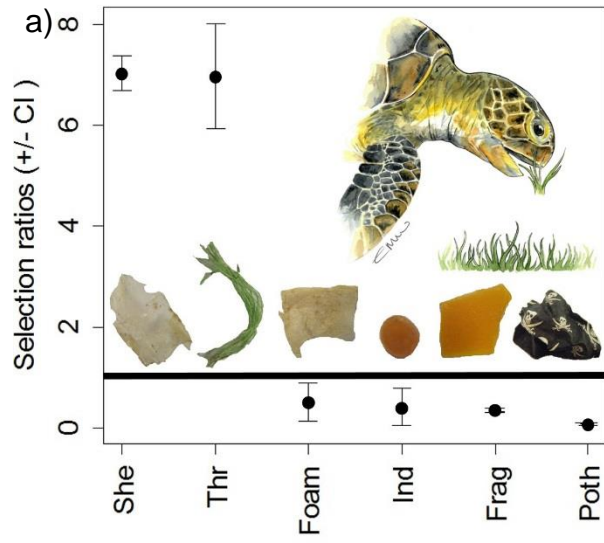 a)
Selection ratios (+/- CI )
8
6
4
2
0
She
Thr
Foam
Ind
Frag
Poth